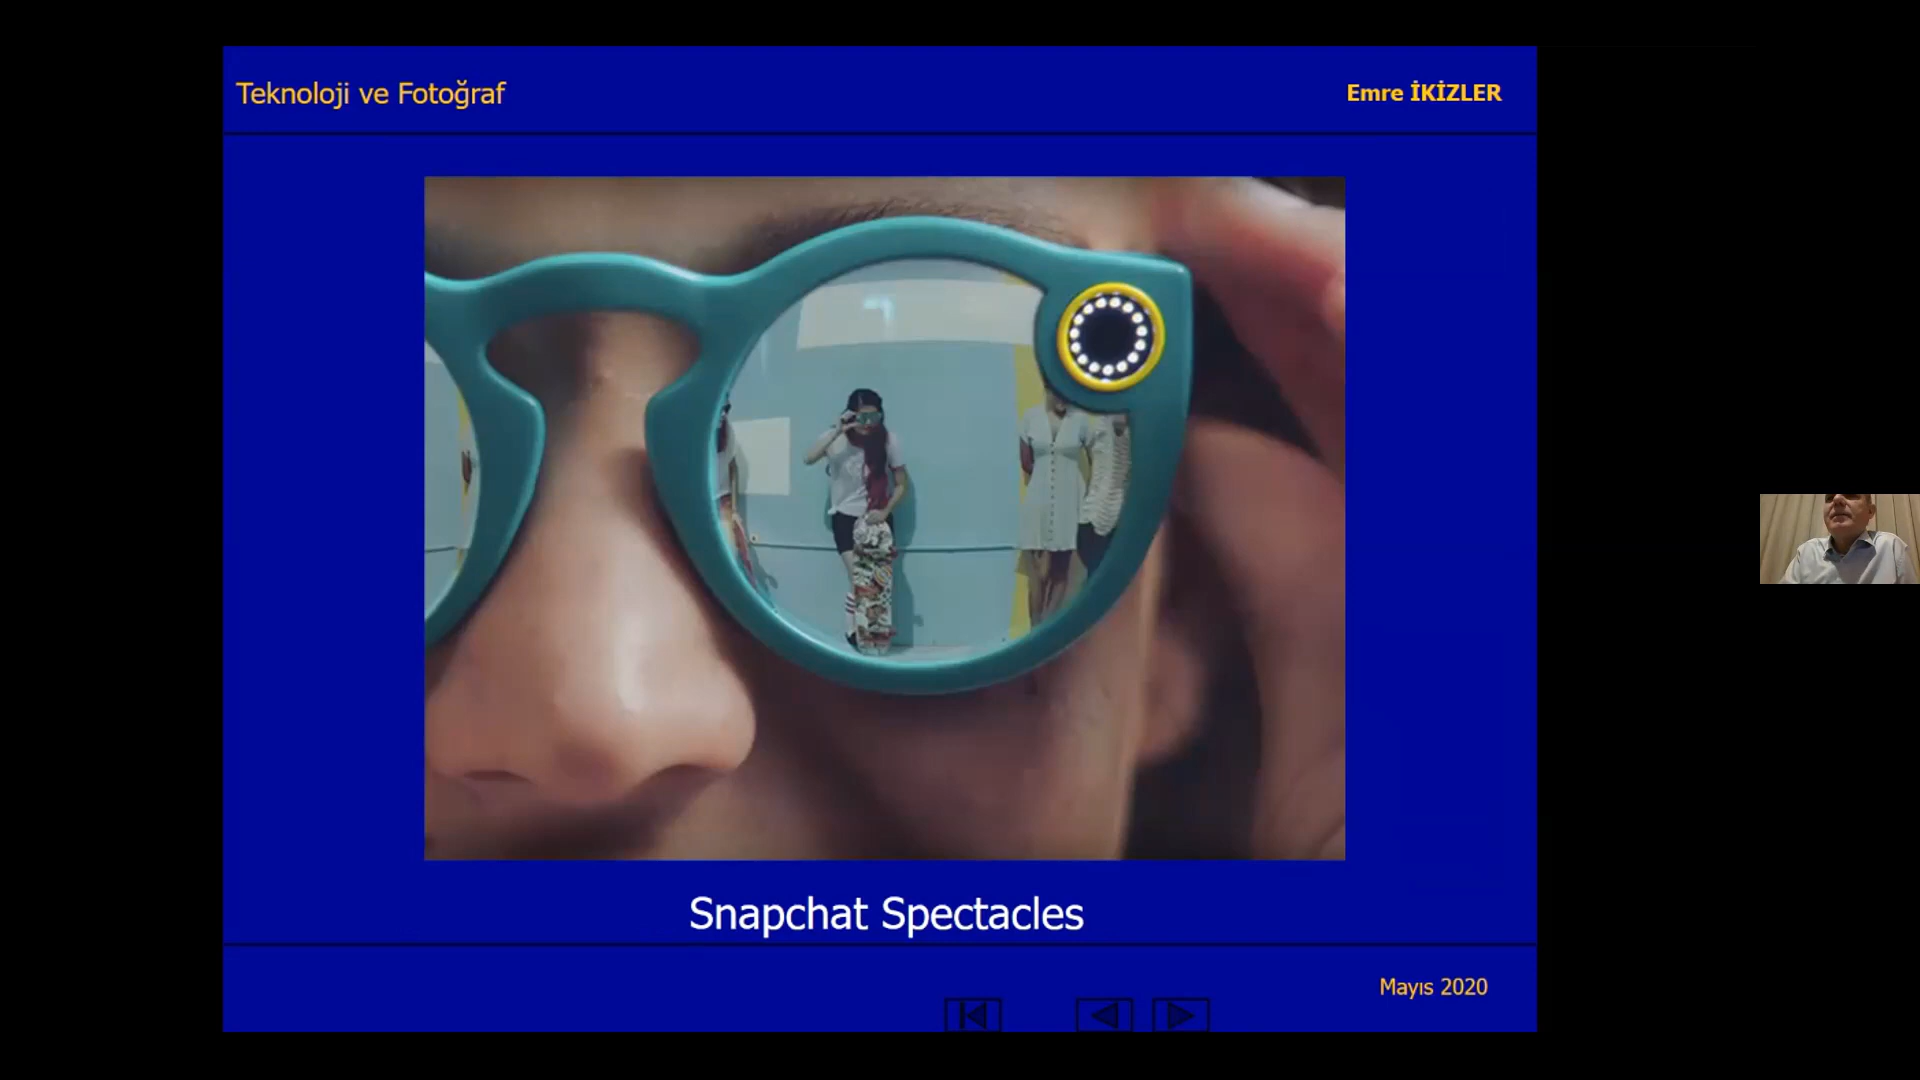 Teknoloji ve Fotoğraf
Emre İKİZLER
Snapchat Spectacles
Mayıs 2020